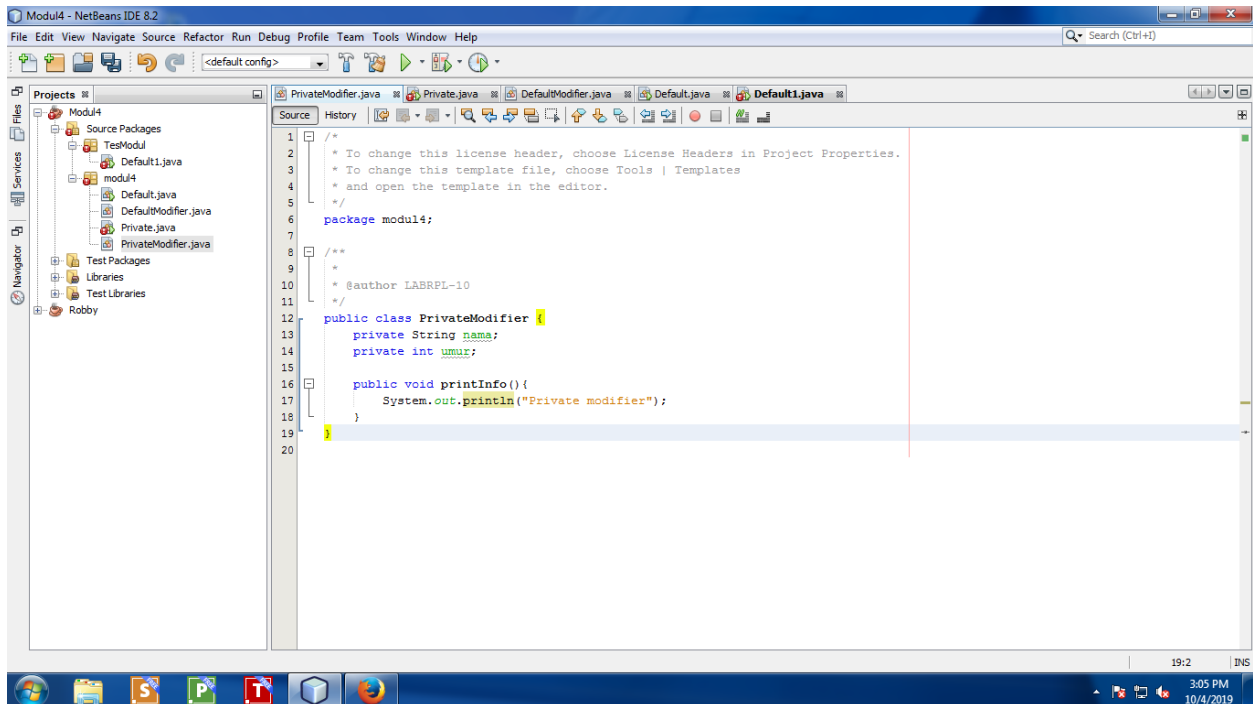 Modul4 - NetBeans IDE 8.2
File Edit View Navigate Source Refactor Run Debug Profile Team Tools Window Help
Search (Ctrl+I)
<default config>
Files
Services
Navigator
Projects
Modul4
Source Packages
TesModul
Default1.java
modul4
Default.java
DefaultModifier.java
Private.java
PrivateModifier.java
Test Packages
Libraries
Test Libraries
Robby
PrivateModifier.java Private.java DefaultModifier.java Default.java Default1.java
Source History
1 /*
2 * To change this license header, choose License Headers in Project Properties.
3 * To change this template file, choose Tools | Templates
4 * and open the template in the editor.
5 */
6 package modul4;
7
8 /**
9 *
10 * @author LABRPL-10
11 */
12 public class PrivateModifier {
13 private String nama;
14 private int umur;
15
16 public void printInfo(){
17 System.out.println("Private modifier");
18 }
19 }
20
19:2 INS
S P T
3:05 PM
10/4/2019